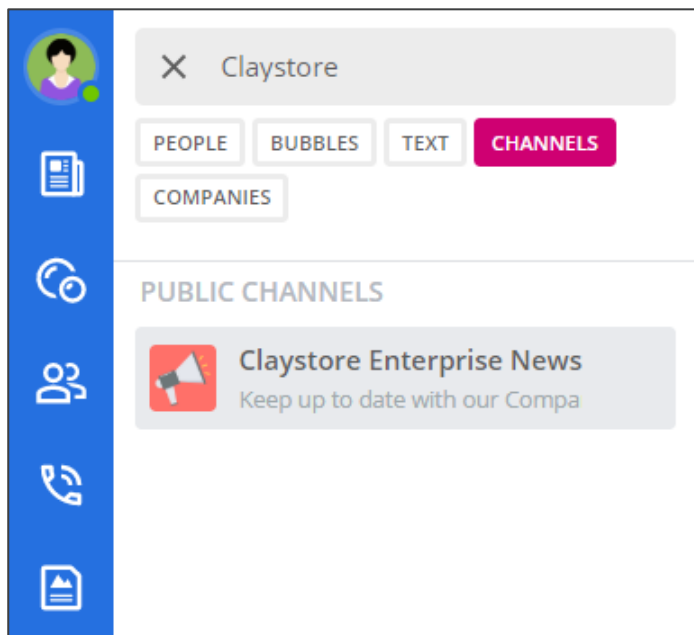 Claystore
PEOPLE BUBBLES TEXT CHANNELS
COMPANIES
PUBLIC CHANNELS
Claystore Enterprise News
Keep up to date with our Compa